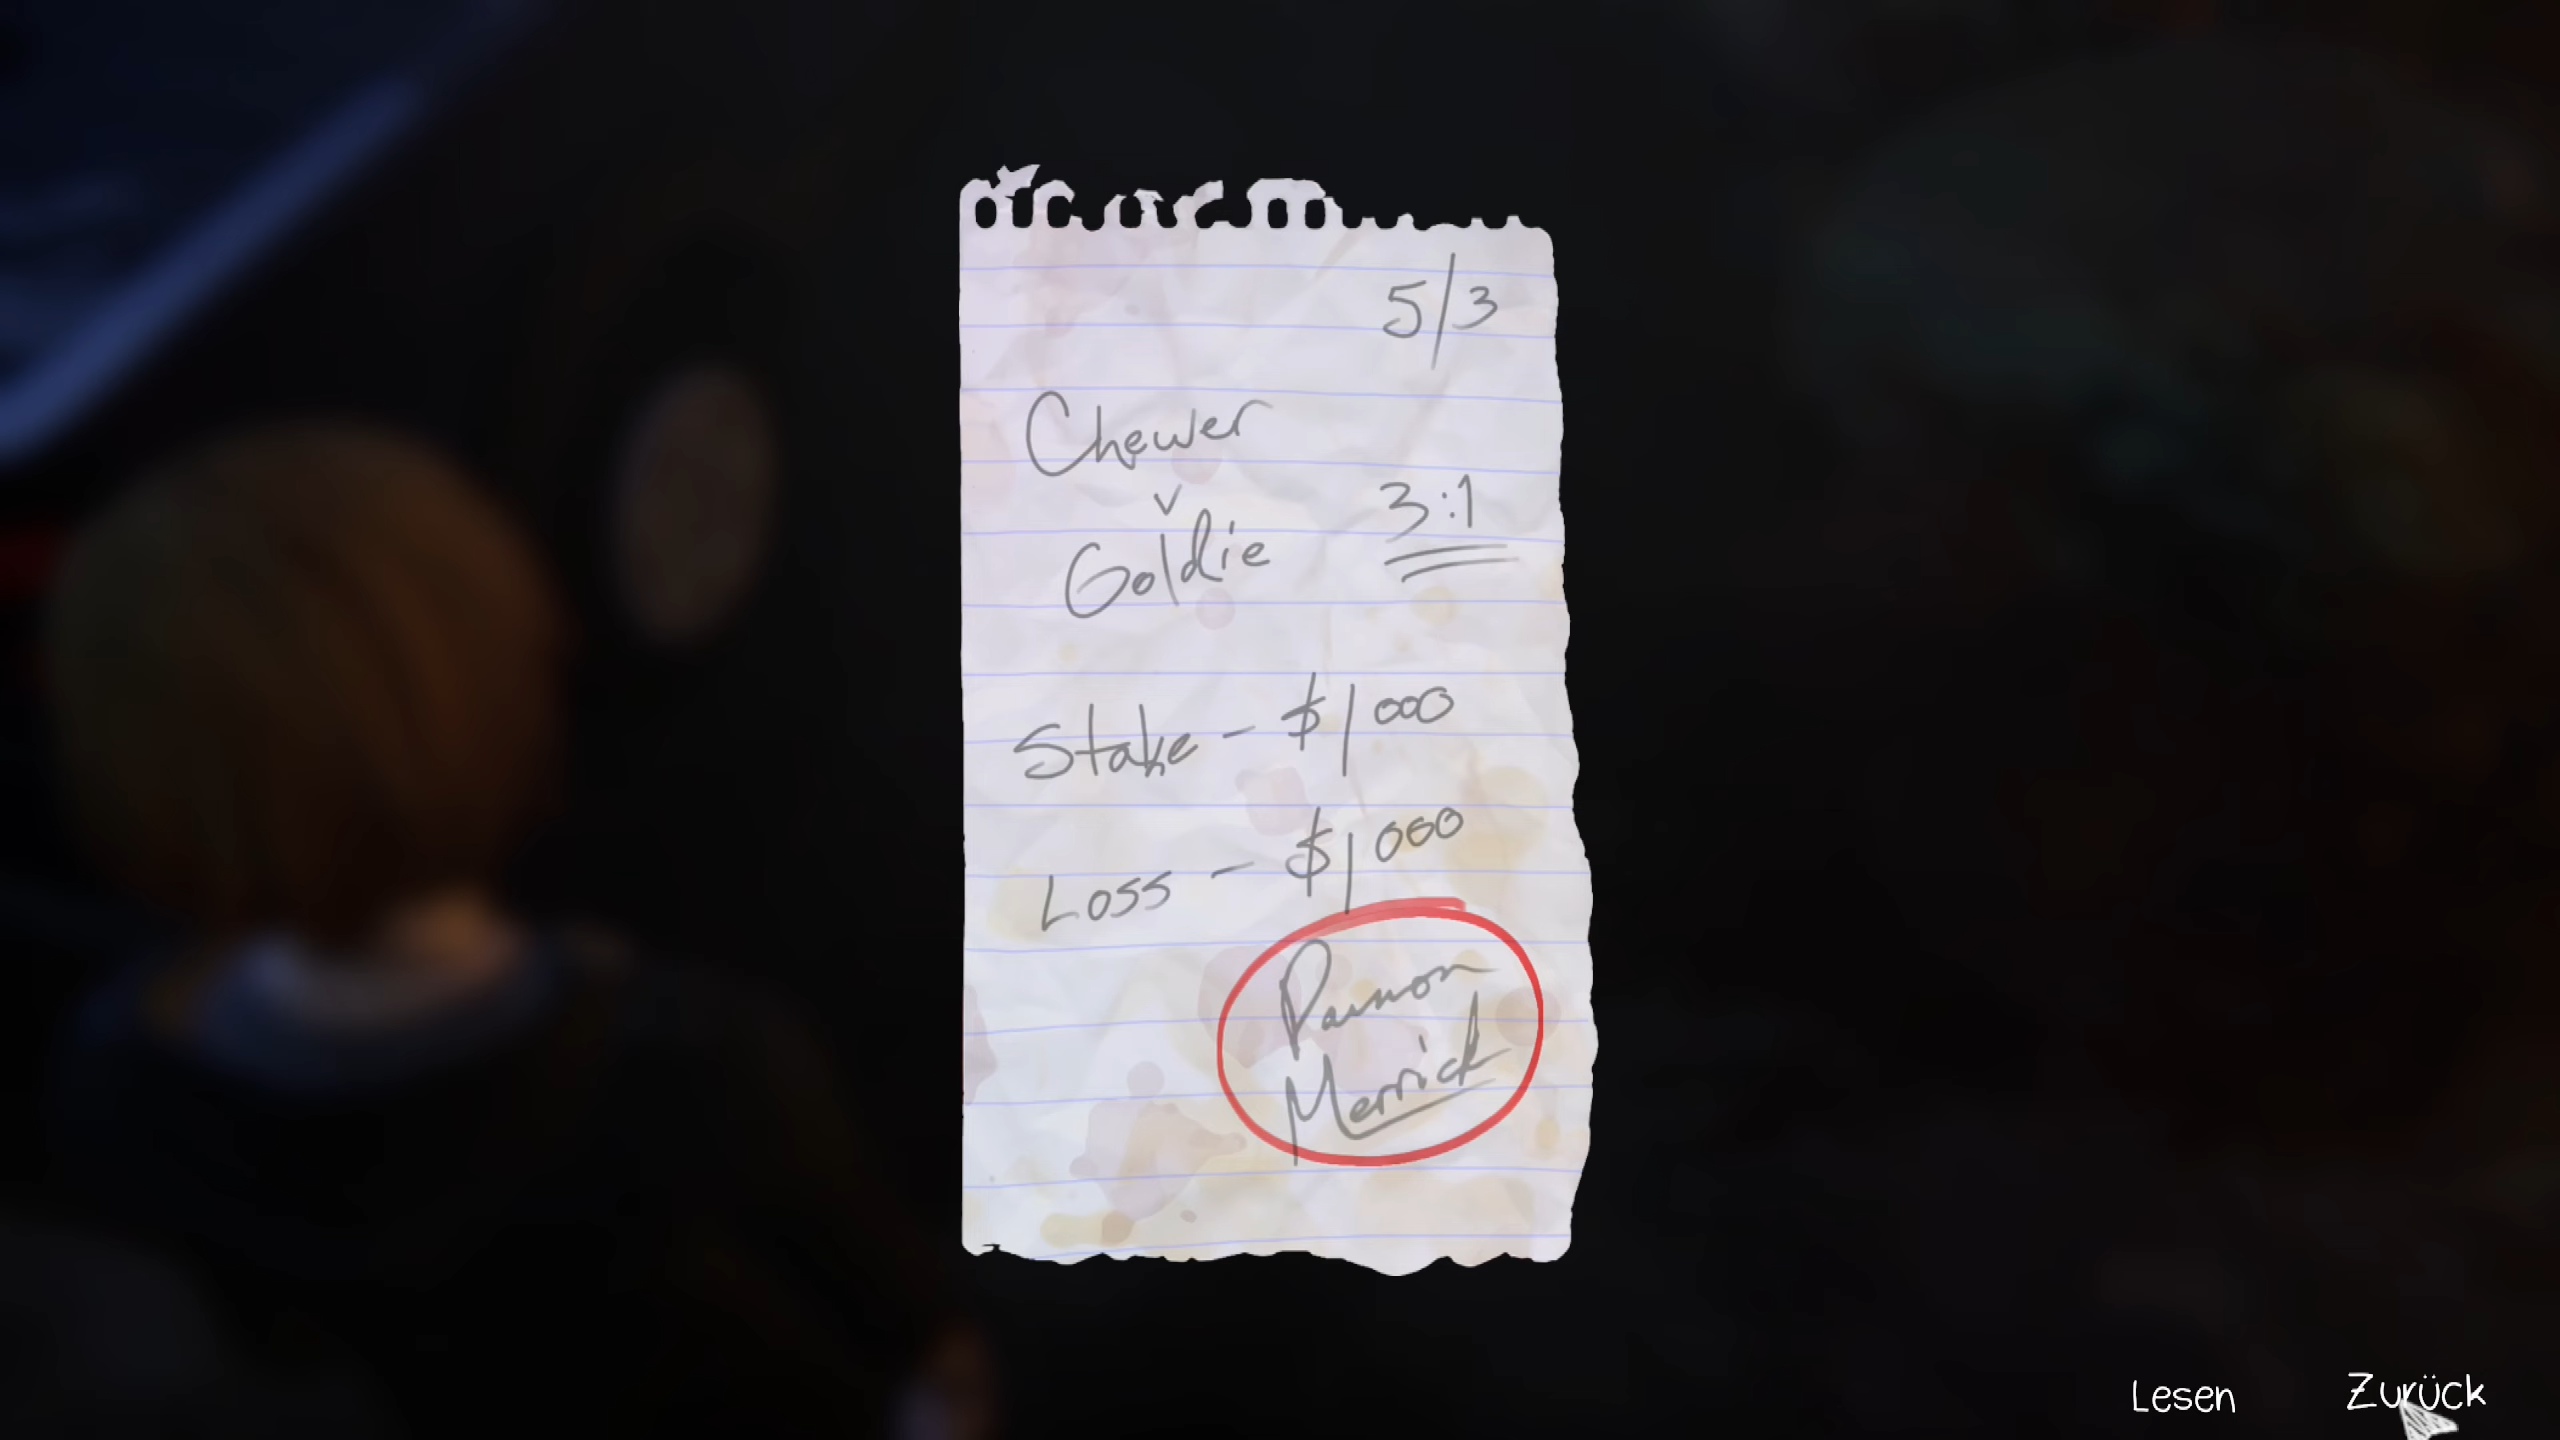 5/3
Chewer
v
Goldie 3:1
Stake - $1000
Loss - $1000
Damon
Merrick
Lesen Zurück